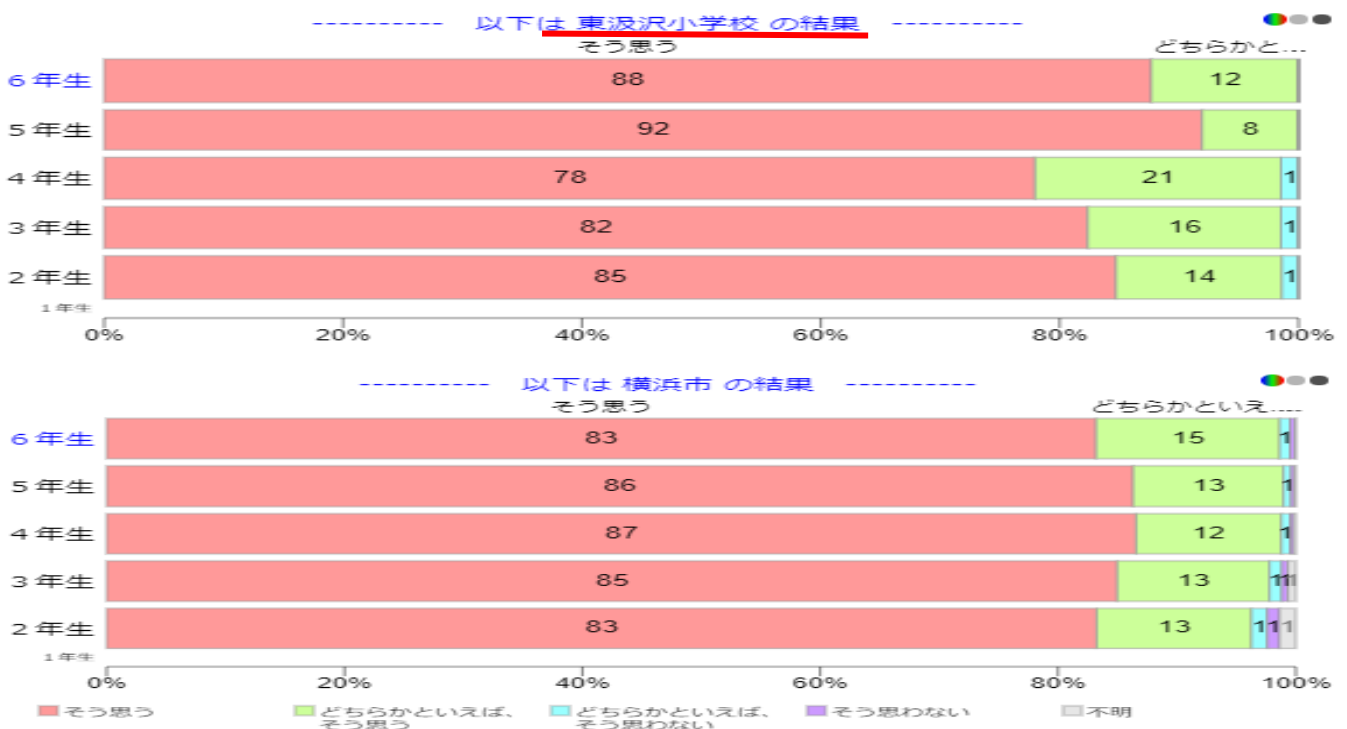 ---------- 以下は 東汲沢小学校 の結果 ----------
そう思う どちらかと...
6年生 88 12
5年生 92 8
4年生 78 21 1
3年生 82 16 1
2年生 85 14 1
1年生
0% 20% 40% 60% 80% 100%
---------- 以下は 横浜市 の結果 ----------
そう思う どちらかといえ....
6年生 83 15 1
5年生 86 13 1
4年生 87 12 1
3年生 85 13 1 1 1
2年生 83 13 1 1 1
1年生
0% 20% 40% 60% 80% 100%
そう思う どちらかといえば、 どちらかといえば、 そう思わない 不明
そう思う そう思わない